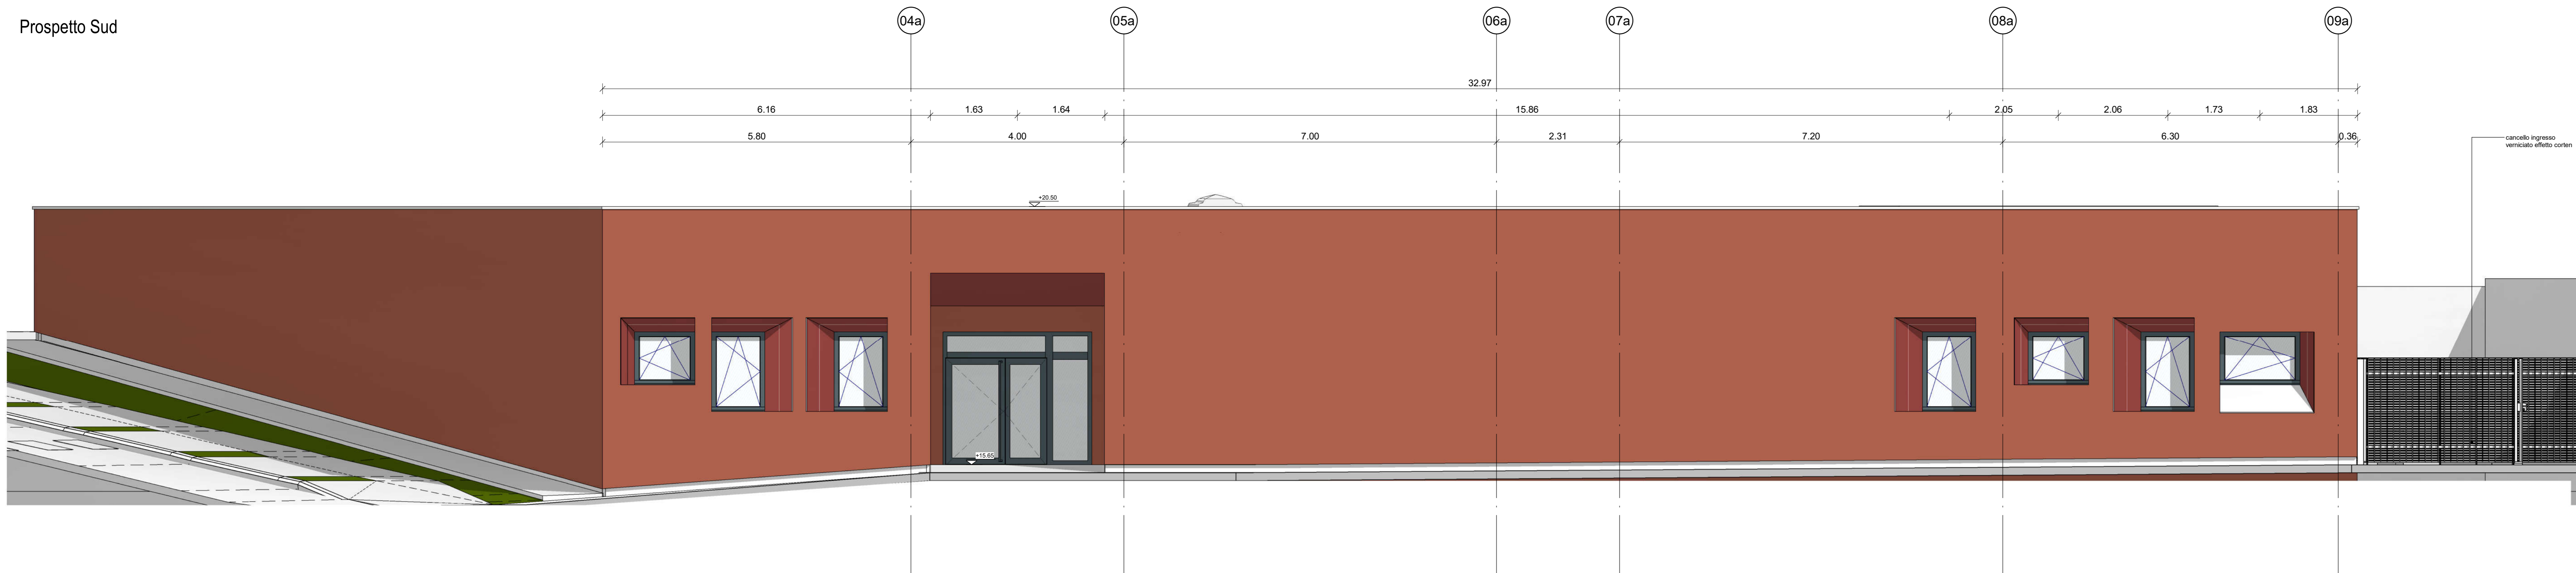 Prospetto Sud
04a
05a
06a
07a
08a
09a
32.97
6.16
1.63
1.64
15.86
2.05
2.06
1.73
1.83
5.80
4.00
7.00
2.31
7.20
6.30
0.36
cancello ingresso
verniciato effetto corten
+20.50
+15.65